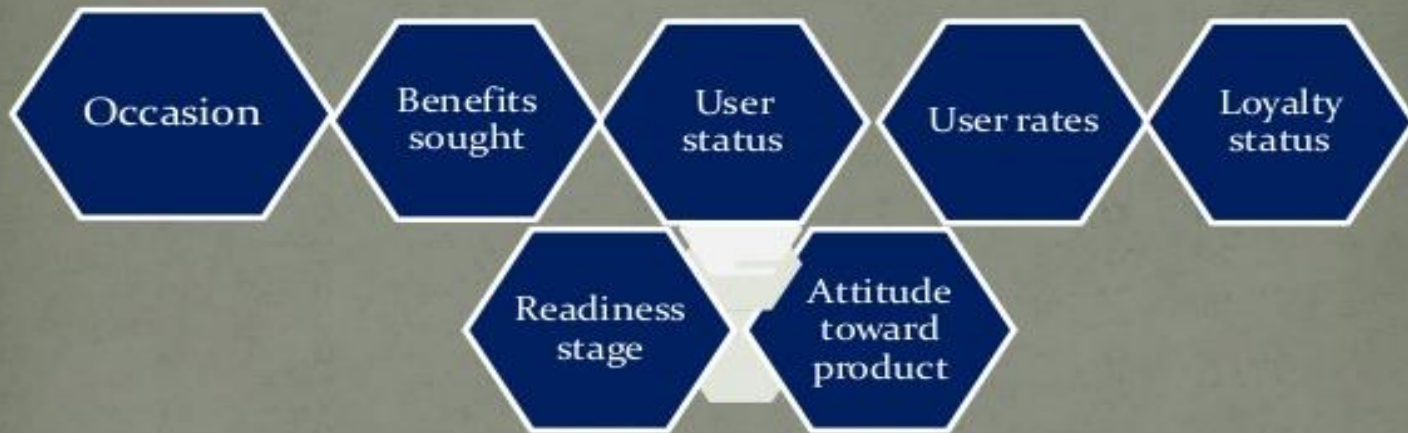 Occasion
Benefits
sought
User
status
User rates
Loyalty
status
Readiness
stage
Attitude
toward
product